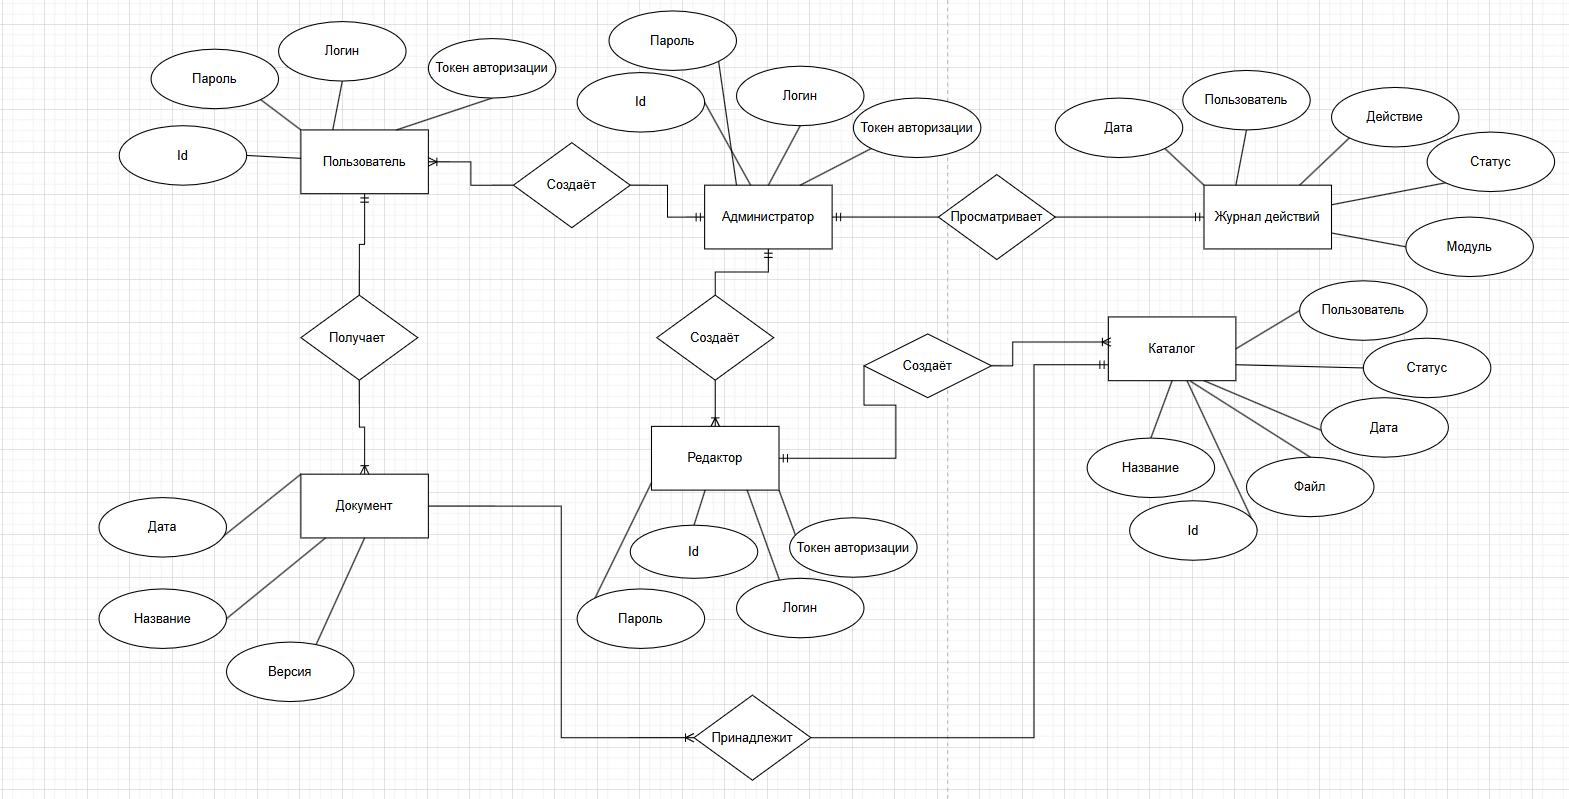 Пароль
Логин
Токен авторизации
Id
Пользователь
Создаёт
Пароль
Id
Логин
Токен авторизации
Администратор
Просматривает
Дата
Пользователь
Действие
Статус
Журнал действий
Модуль
Получает
Создаёт
Создаёт
Каталог
Пользователь
Статус
Дата
Название
Файл
Id
Редактор
Id
Токен авторизации
Пароль
Логин
Документ
Дата
Название
Версия
Принадлежит